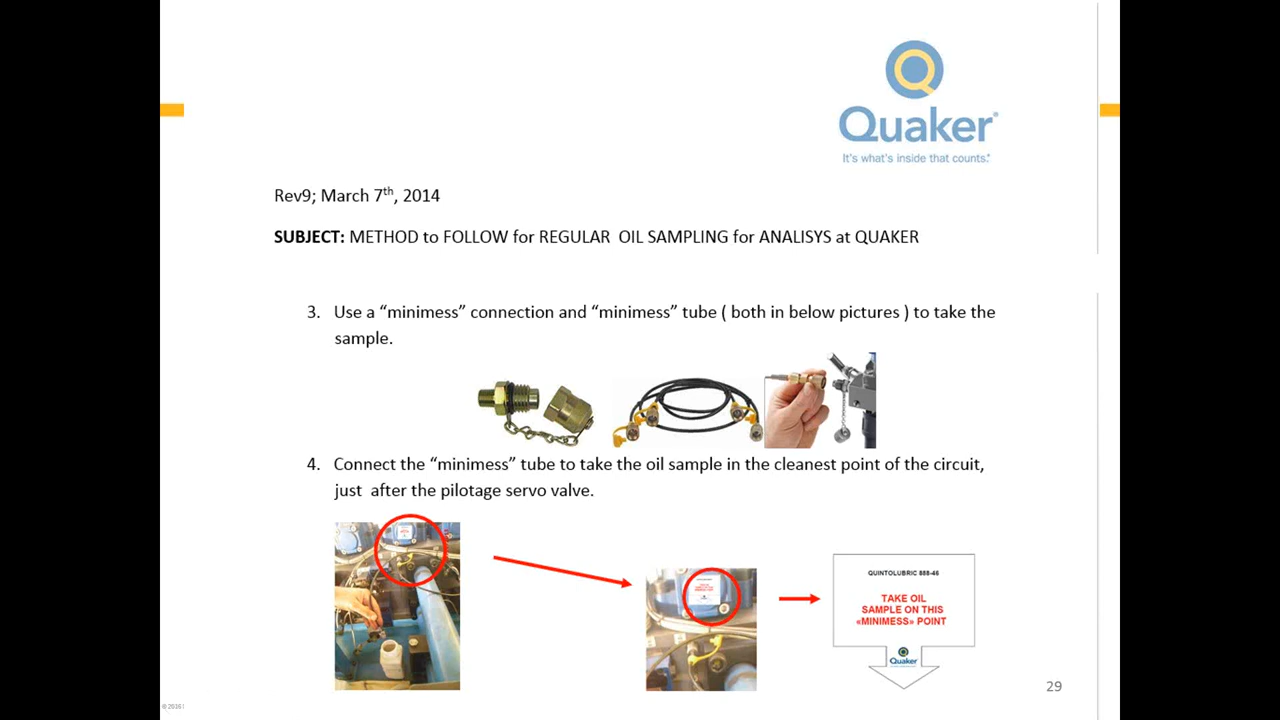 Quaker®
It's what's inside that counts.®
Rev9; March 7th, 2014
SUBJECT: METHOD to FOLLOW for REGULAR OIL SAMPLING for ANALISYS at QUAKER
3. Use a “minimess” connection and “minimess” tube ( both in below pictures ) to take the
sample.
4. Connect the “minimess” tube to take the oil sample in the cleanest point of the circuit,
just after the pilotage servo valve.
QUINTOLUBRIC 888-46
TAKE OIL
SAMPLE ON THIS
«MINIMESS» POINT
Quaker
29
© 2016